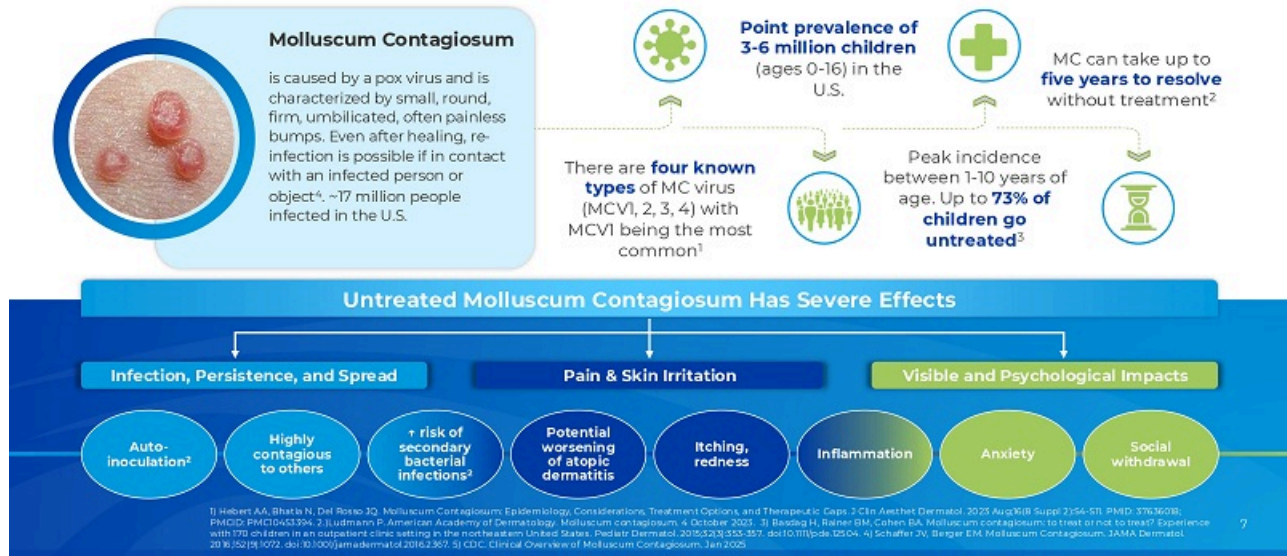 Molluscum Contagiosum
is caused by a pox virus and is
characterized by small, round,
firm, umbilicated, often painless
bumps. Even after healing, re-
infection is possible if in contact
with an infected person or
object⁴. ~17 million people
infected in the U.S.
There are four known
types of MC virus
(MCV1, 2, 3, 4) with
MCV1 being the most
common¹
Point prevalence of
3-6 million children
(ages 0-16) in the
U.S.
Peak incidence
between 1-10 years of
age. Up to 73% of
children go
untreated³
MC can take up to
five years to resolve
without treatment²
Untreated Molluscum Contagiosum Has Severe Effects
Infection, Persistence, and Spread
Pain & Skin Irritation
Visible and Psychological Impacts
Auto-
inoculation²
Highly
contagious
to others
↑ risk of
secondary
bacterial
infections²
Potential
worsening
of atopic
dermatitis
Itching,
redness
Inflammation
Anxiety
Social
withdrawal
1) Hebert AA, Bhatia N, Del Rosso JQ. Molluscum Contagiosum: Epidemiology, Considerations, Treatment Options, and Therapeutic Gaps. J Clin Aesthet Dermatol. 2023 Aug;16(8 Suppl 2):S4-S11. PMID: 37636018;
PMCID: PMC10453394. 2.)Ludmann P. American Academy of Dermatology. Molluscum contagiosum. 4 October 2023. 3) Basdag H, Rainer BM, Cohen BA. Molluscum contagiosum: to treat or not to treat? Experience
with 170 children in an outpatient clinic setting in the northeastern United States. Pediatr Dermatol. 2015;32(3):353-357. doi:10.1111/pde.12504. 4) Schaffer JV, Berger EM. Molluscum Contagiosum. JAMA Dermatol.
2016;152(9):1072. doi:10.1001/jamadermatol.2016.2367. 5) CDC. Clinical Overview of Molluscum Contagiosum. Jan 2025
7